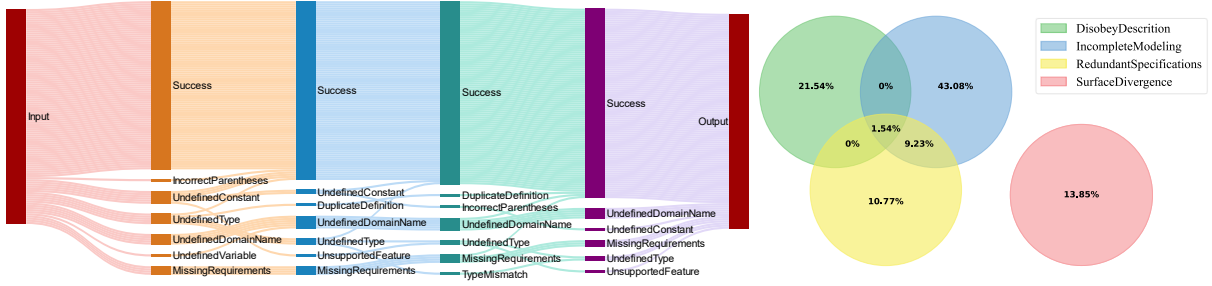 Input
Success
IncorrectParentheses
UndefinedConstant
UndefinedType
UndefinedDomainName
UndefinedVariable
MissingRequirements
Success
UndefinedConstant
DuplicateDefinition
UndefinedDomainName
UndefinedType
UnsupportedFeature
MissingRequirements
Success
DuplicateDefinition
IncorrectParentheses
UndefinedDomainName
UndefinedType
MissingRequirements
TypeMismatch
Success
UndefinedDomainName
UndefinedConstant
MissingRequirements
UndefinedType
UnsupportedFeature
Output
21.54%
0%
43.08%
1.54%
0%
9.23%
10.77%
DisobeyDescrition
IncompleteModeling
RedundantSpecifications
SurfaceDivergence
13.85%